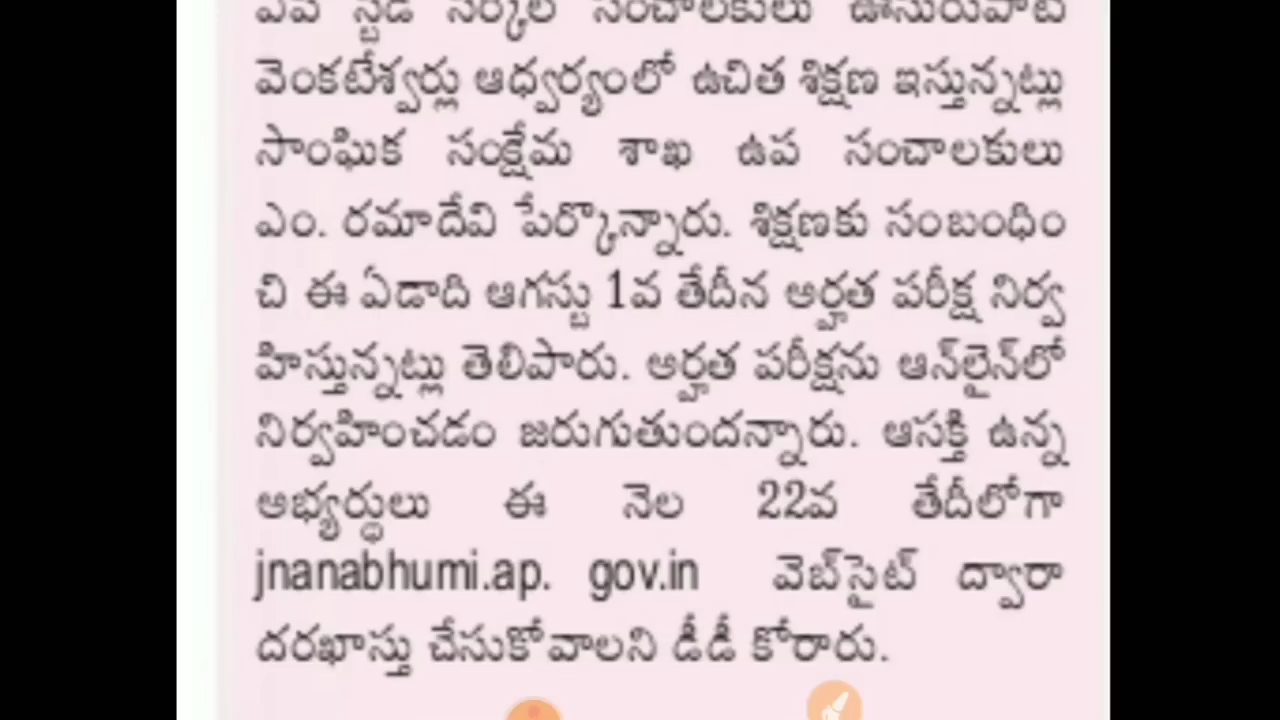 సంచాలకులు
వెంకటేశ్వర్లు ఆధ్వర్యంలో ఉచిత శిక్షణ ఇస్తున్నట్లు
సాంఘిక సంక్షేమ శాఖ ఉప సంచాలకులు
ఎం. రమాదేవి పేర్కొన్నారు. శిక్షణకు సంబంధిం
చి ఈ ఏడాది ఆగస్టు 1వ తేదీన అర్హత పరీక్ష నిర్వ
హిస్తున్నట్లు తెలిపారు. అర్హత పరీక్షను ఆన్‌లైన్‌లో
నిర్వహించడం జరుగుతుందన్నారు. ఆసక్తి ఉన్న
అభ్యర్థులు ఈ నెల 22వ తేదీలోగా
jnanabhumi.ap. gov.in వెబ్‌సైట్ ద్వారా
దరఖాస్తు చేసుకోవాలని డీడీ కోరారు.